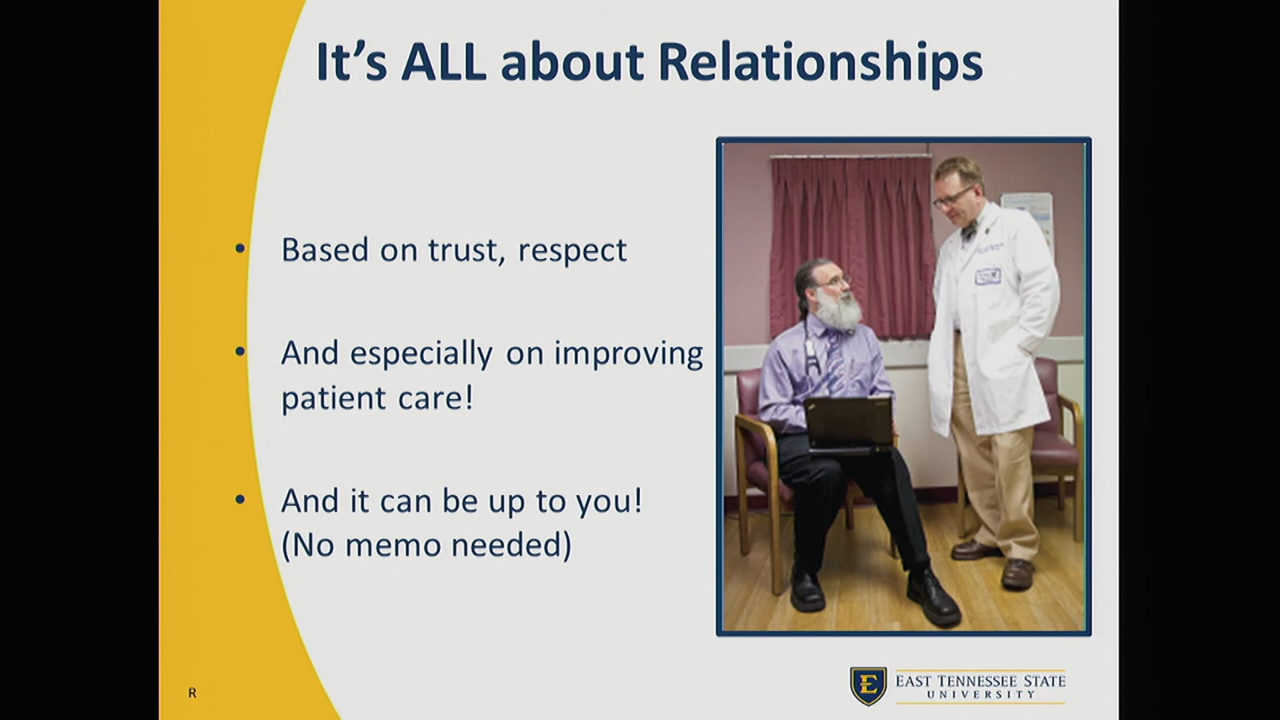 It's ALL about Relationships
• Based on trust, respect
• And especially on improving
patient care!
• And it can be up to you!
(No memo needed)
R
E
EAST TENNESSEE STATE
UNIVERSITY